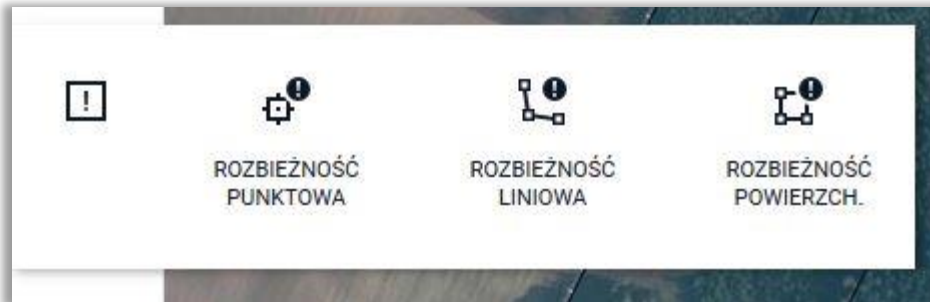 ROZBIEŻNOŚĆ
PUNKTOWA
ROZBIEŻNOŚĆ
LINIOWA
ROZBIEŻNOŚĆ
POWIERZCH.